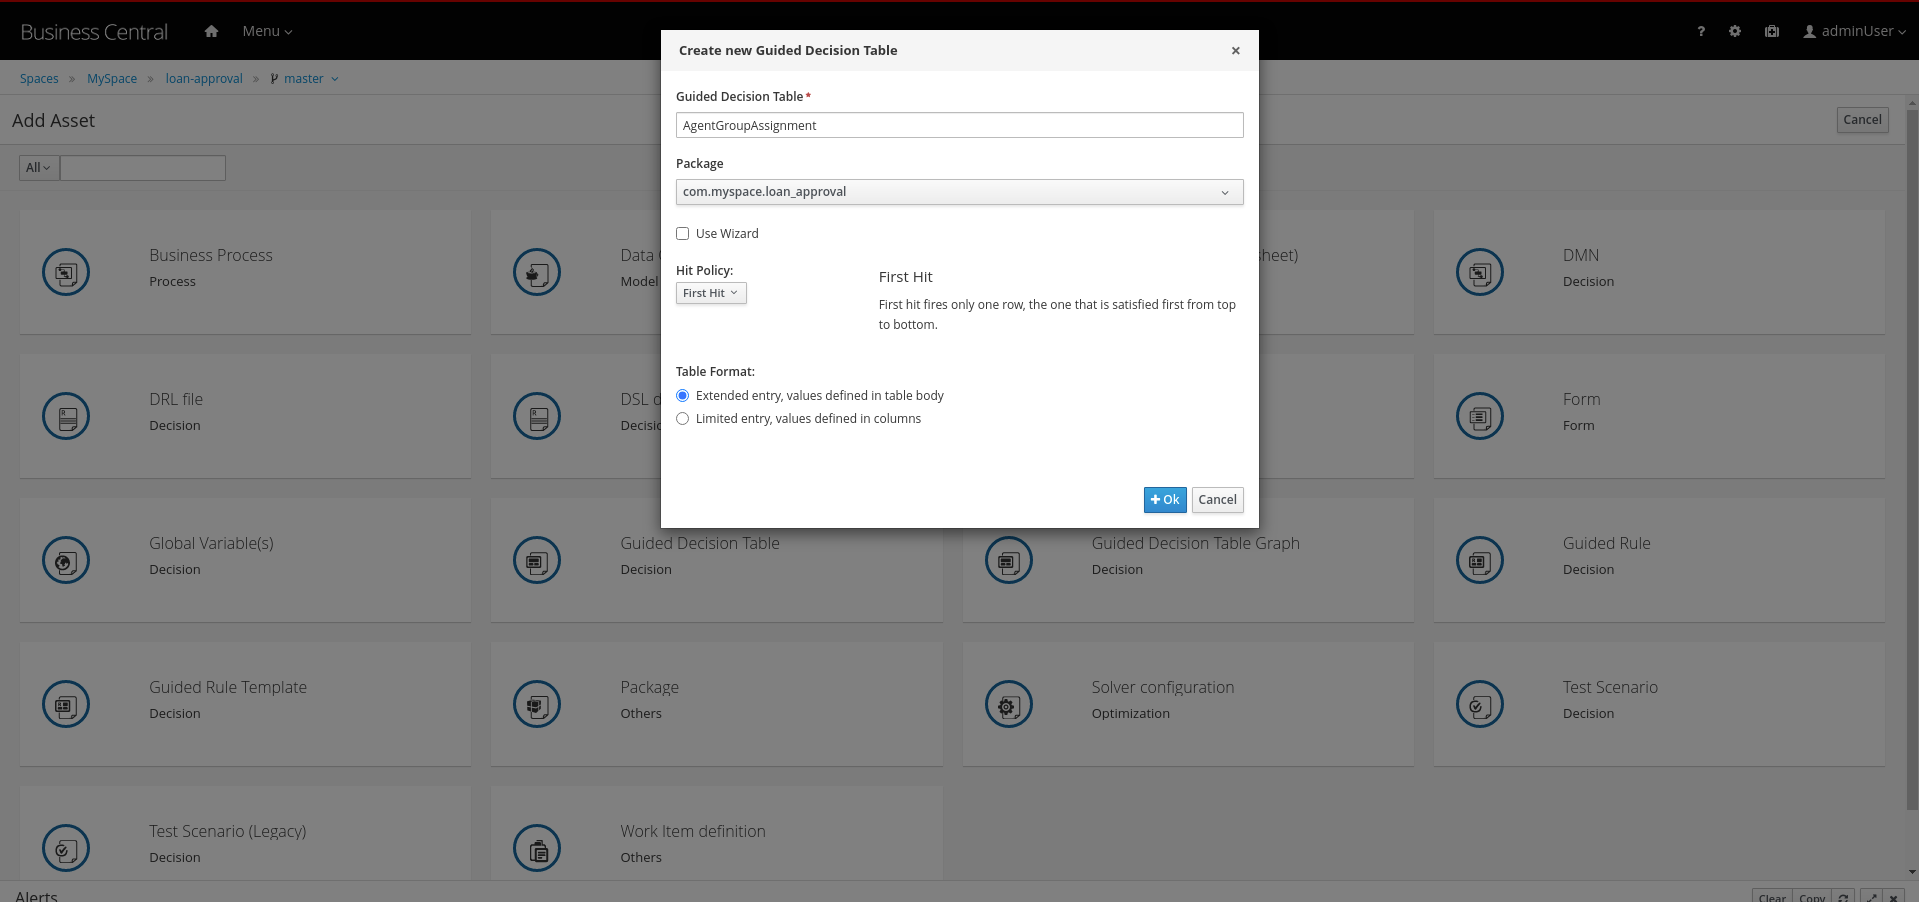 Business Central
Menu
?
adminUser
Spaces » MySpace » loan-approval » master
Add Asset
Cancel
All
Create new Guided Decision Table
×
Guided Decision Table*
AgentGroupAssignment
Package
com.myspace.loan_approval
Use Wizard
Hit Policy:
First Hit
First Hit
First hit fires only one row, the one that is satisfied first from top
to bottom.
Table Format:
Extended entry, values defined in table body
Limited entry, values defined in columns
Ok
Cancel
Business Process
Process
Data
Model
DMN
Decision
DRL file
Decision
DSL
Form
Form
Global Variable(s)
Decision
Guided Decision Table
Decision
Guided Decision Table Graph
Decision
Guided Rule
Decision
Guided Rule Template
Decision
Package
Others
Solver configuration
Optimization
Test Scenario
Decision
Test Scenario (Legacy)
Decision
Work Item definition
Others
Alerts
Clear
Copy